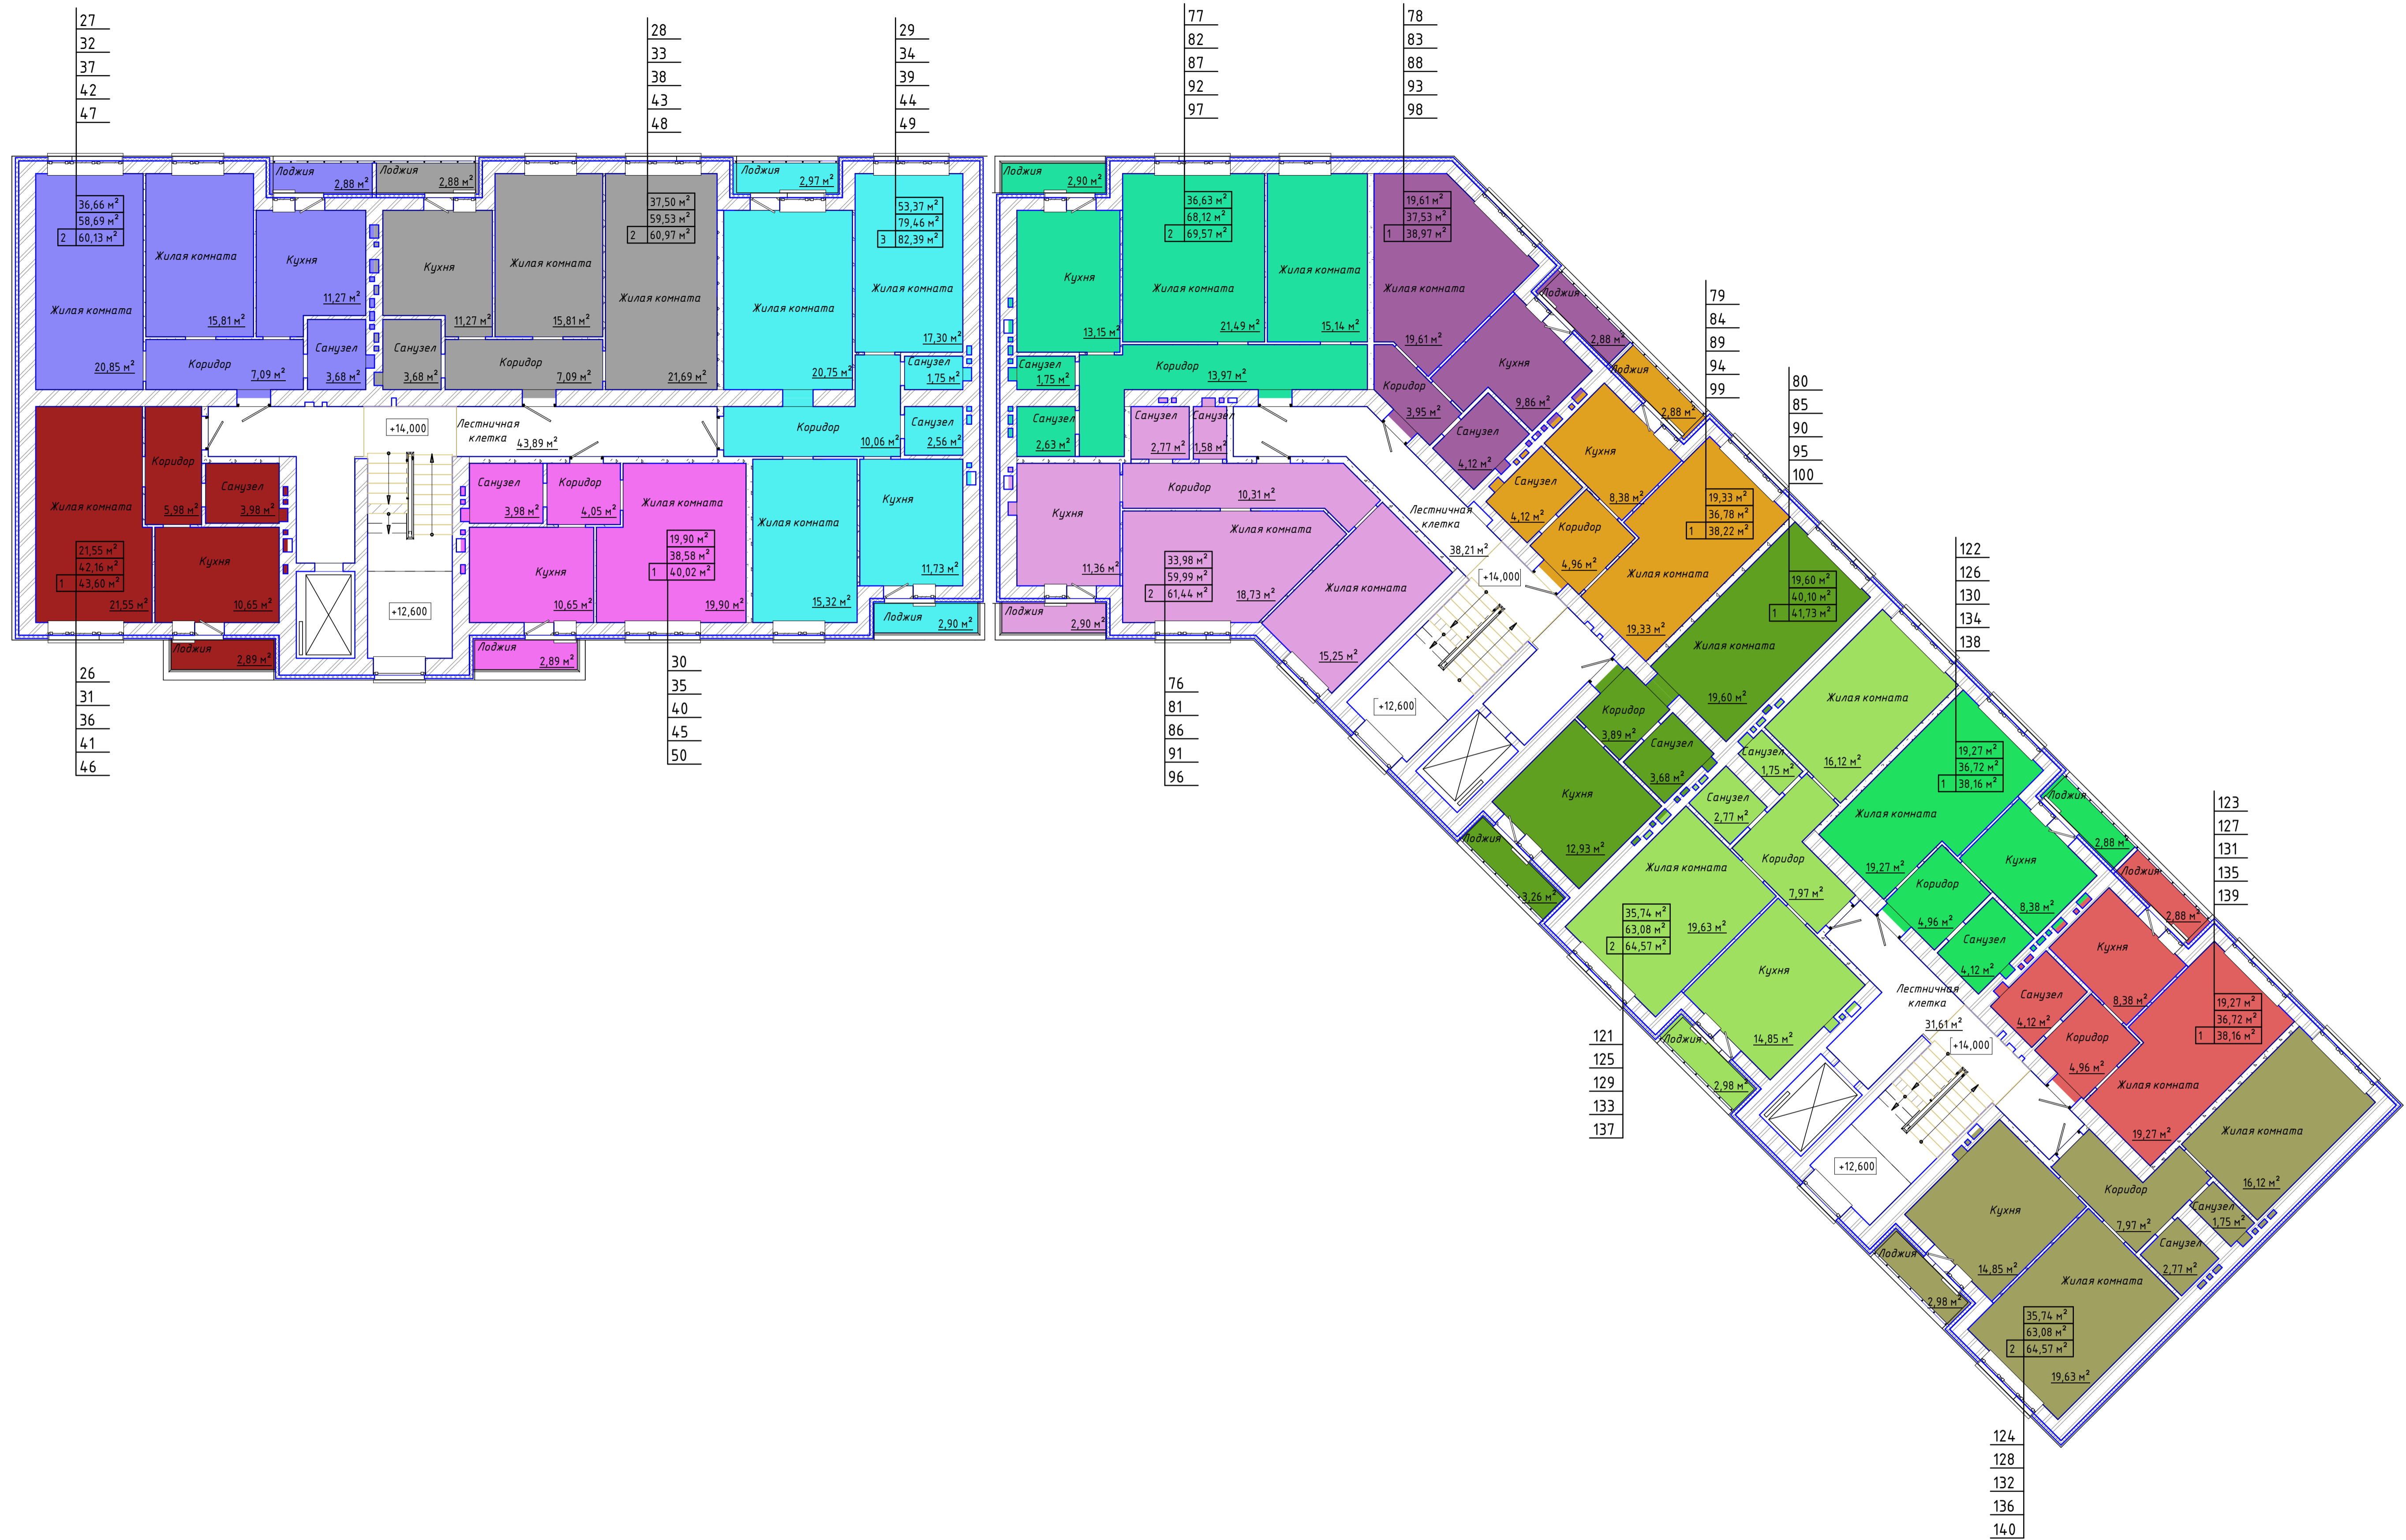 27
32
37
42
47
28
33
38
43
48
29
34
39
44
49
77
82
87
92
97
78
83
88
93
98
79
84
89
94
99
80
85
90
95
100
122
126
130
134
138
123
127
131
135
139
36,66 м²
58,69 м²
2 60,13 м²
Жилая комната
20,85 м²
Жилая комната
15,81 м²
Лоджия
2,88 м²
Кухня
11,27 м²
Коридор
7,09 м²
Санузел
3,68 м²
Лоджия
2,88 м²
Кухня
11,27 м²
Санузел
3,68 м²
Жилая комната
15,81 м²
Коридор
7,09 м²
37,50 м²
59,53 м²
2 60,97 м²
Жилая комната
21,69 м²
Лоджия
2,97 м²
Жилая комната
20,75 м²
53,37 м²
79,46 м²
3 82,39 м²
Жилая комната
17,30 м²
Санузел
1,75 м²
Санузел
2,56 м²
Коридор
10,06 м²
Жилая комната
15,32 м²
Кухня
11,73 м²
Лоджия
2,90 м²
Жилая комната
21,55 м²
42,16 м²
1 43,60 м²
21,55 м²
Коридор
5,98 м²
Санузел
3,98 м²
Кухня
10,65 м²
Лоджия
2,89 м²
+14,000
Лестничная
клетка
43,89 м²
+12,600
Санузел
3,98 м²
Коридор
4,05 м²
Кухня
10,65 м²
Жилая комната
19,90 м²
38,58 м²
1 40,02 м²
19,90 м²
Лоджия
2,89 м²
26
31
36
41
46
30
35
40
45
50
Лоджия
2,90 м²
Кухня
13,15 м²
36,63 м²
68,12 м²
2 69,57 м²
Жилая комната
21,49 м²
Жилая комната
15,14 м²
Санузел
1,75 м²
Коридор
13,97 м²
Санузел
2,63 м²
Санузел
2,77 м²
Санузел
1,58 м²
Кухня
11,36 м²
Коридор
10,31 м²
Жилая комната
33,98 м²
59,99 м²
2 61,44 м²
18,73 м²
Жилая комната
15,25 м²
Лоджия
2,90 м²
76
81
86
91
96
19,61 м²
37,53 м²
1 38,97 м²
Жилая комната
19,61 м²
Коридор
3,95 м²
Кухня
9,86 м²
Санузел
4,12 м²
Лоджия
2,88 м²
Лоджия
2,88 м²
Кухня
8,38 м²
Санузел
4,12 м²
Коридор
4,96 м²
19,33 м²
36,78 м²
1 38,22 м²
Жилая комната
19,33 м²
Лестничная
клетка
38,21 м²
+14,000
+12,600
19,60 м²
40,10 м²
1 41,73 м²
Жилая комната
19,60 м²
Коридор
3,89 м²
Санузел
3,68 м²
Кухня
12,93 м²
Лоджия
3,26 м²
Жилая комната
16,12 м²
Санузел
1,75 м²
Санузел
2,77 м²
Коридор
7,97 м²
Жилая комната
19,63 м²
35,74 м²
63,08 м²
2 64,57 м²
Кухня
14,85 м²
Лоджия
2,98 м²
121
125
129
133
137
19,27 м²
36,72 м²
1 38,16 м²
Жилая комната
19,27 м²
Коридор
4,96 м²
Кухня
8,38 м²
Санузел
4,12 м²
Лоджия
2,88 м²
Лоджия
2,88 м²
Кухня
8,38 м²
Санузел
4,12 м²
Коридор
4,96 м²
19,27 м²
36,72 м²
1 38,16 м²
Жилая комната
19,27 м²
Лестничная
клетка
31,61 м²
+14,000
+12,600
Жилая комната
16,12 м²
Коридор
7,97 м²
Санузел
1,75 м²
Санузел
2,77 м²
Кухня
14,85 м²
Лоджия
2,98 м²
Жилая комната
35,74 м²
63,08 м²
2 64,57 м²
19,63 м²
124
128
132
136
140